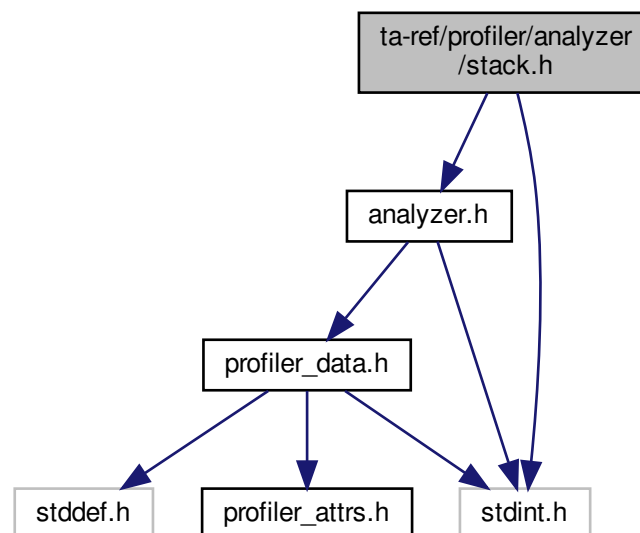 ta-ref/profiler/analyzer
/stack.h
analyzer.h
profiler_data.h
stddef.h
profiler_attrs.h
stdint.h